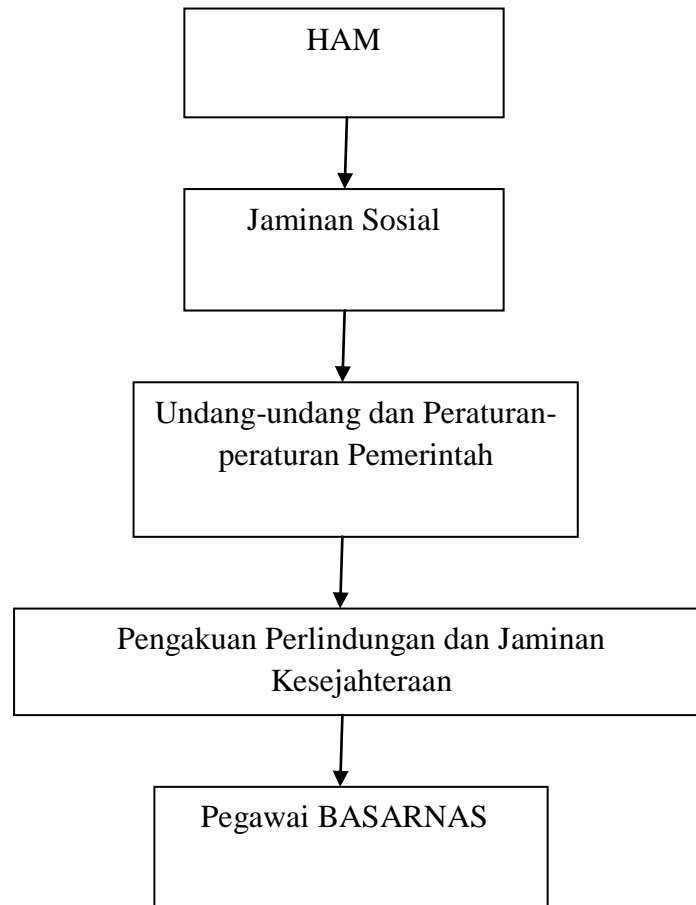 HAM
Jaminan Sosial
Undang-undang dan Peraturan-
peraturan Pemerintah
Pengakuan Perlindungan dan Jaminan
Kesejahteraan
Pegawai BASARNAS